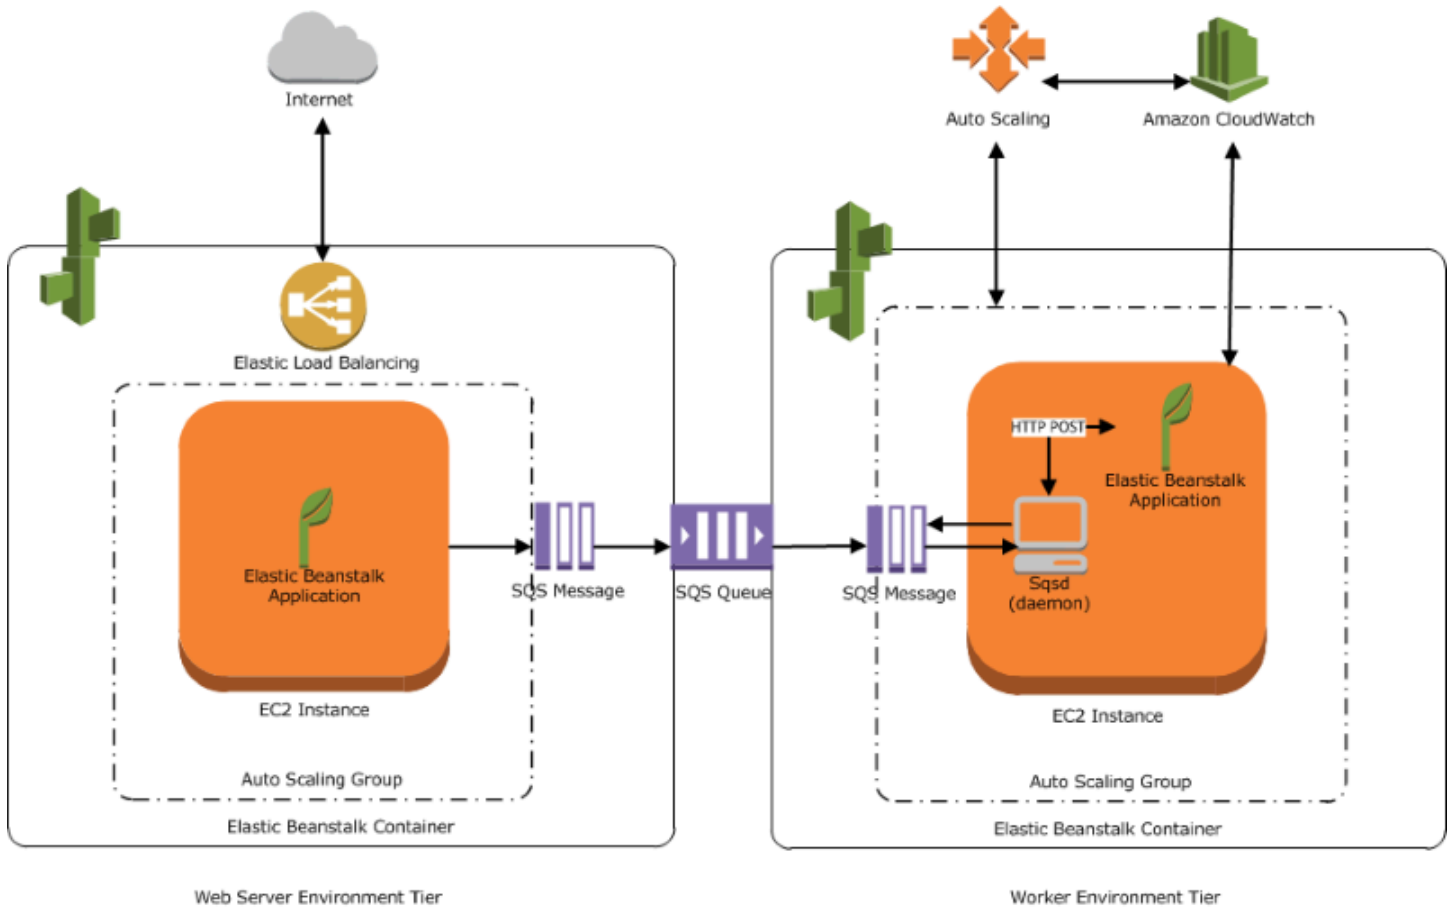 Internet
Auto Scaling
Amazon CloudWatch
Elastic Load Balancing
HTTP POST
Elastic Beanstalk
Application
Elastic Beanstalk
Application
SQS Message
SQS Queue
SQS Message
Sqsd
(daemon)
EC2 Instance
EC2 Instance
Auto Scaling Group
Auto Scaling Group
Elastic Beanstalk Container
Elastic Beanstalk Container
Web Server Environment Tier
Worker Environment Tier